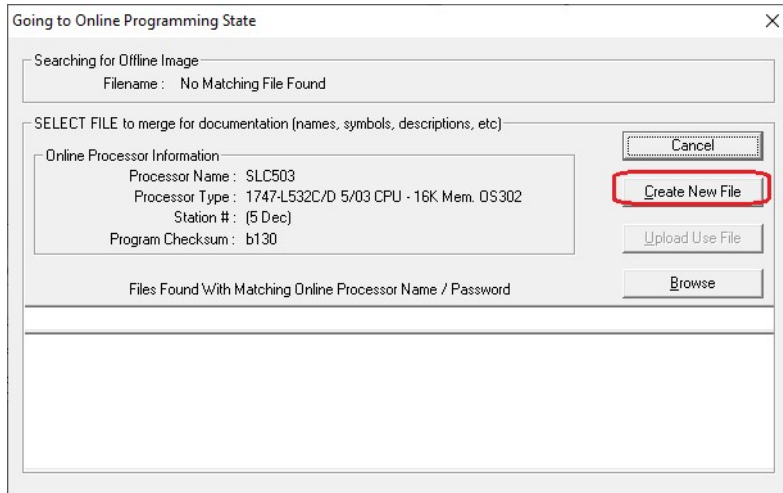 Going to Online Programming State
Searching for Offline Image
Filename : No Matching File Found
SELECT FILE to merge for documentation (names, symbols, descriptions, etc)
Online Processor Information
Processor Name : SLC503
Processor Type : 1747-L532C/D 5/03 CPU - 16K Mem. OS302
Station # : (5 Dec)
Program Checksum : b130
Files Found With Matching Online Processor Name / Password
Cancel
Create New File
Upload Use File
Browse